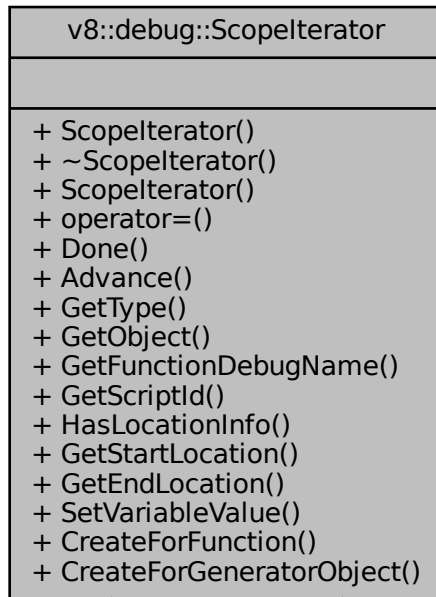 v8::debug::ScopeIterator
+ ScopeIterator()
+ ~ScopeIterator()
+ ScopeIterator()
+ operator=()
+ Done()
+ Advance()
+ GetType()
+ GetObject()
+ GetFunctionDebugName()
+ GetScriptId()
+ HasLocationInfo()
+ GetStartLocation()
+ GetEndLocation()
+ SetVariableValue()
+ CreateForFunction()
+ CreateForGeneratorObject()